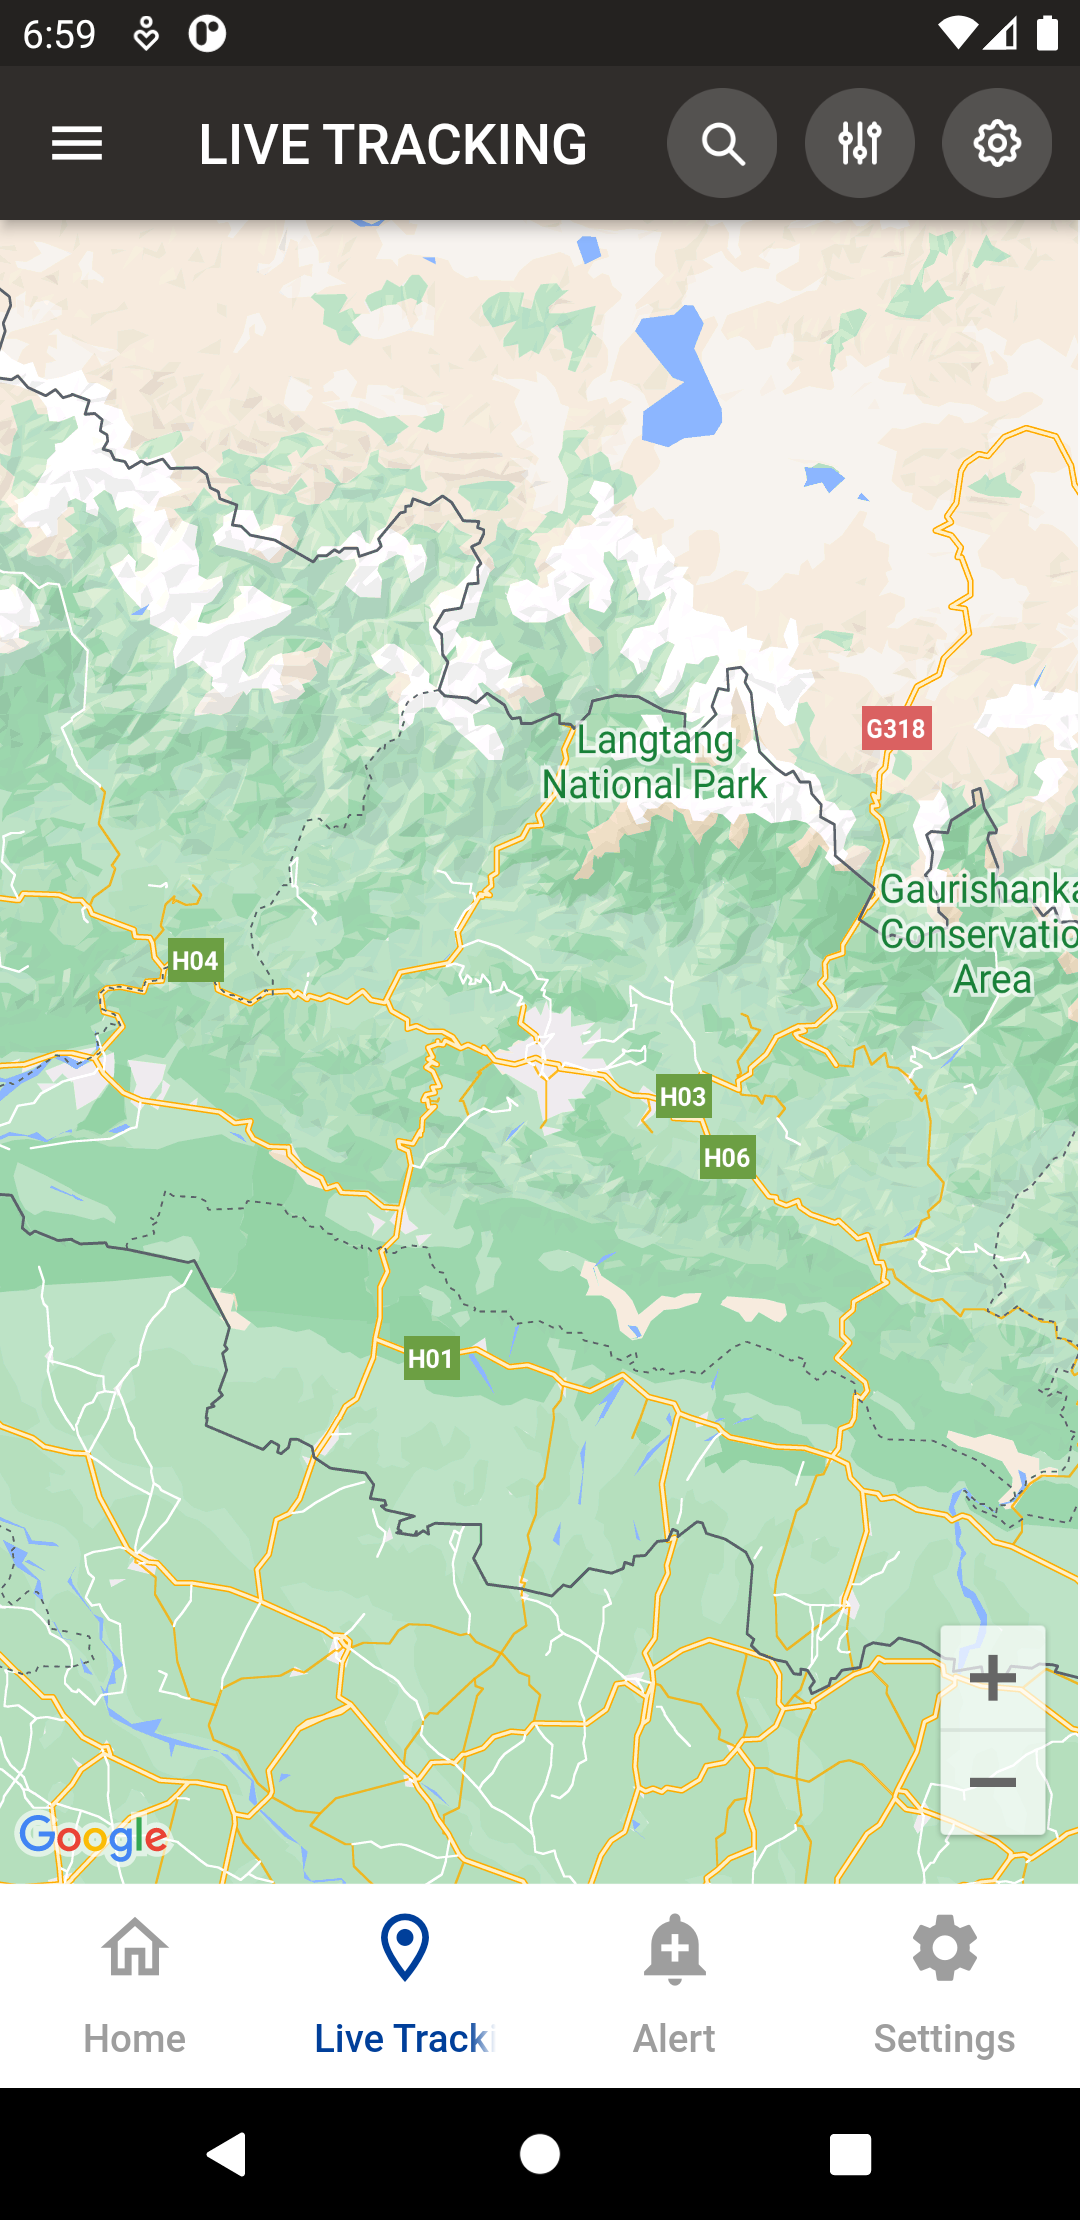 6:59
LIVE TRACKING
G318
Langtang
National Park
Gaurishanka
Conservatio
Area
H04
H03
H06
H01
Google
Home
Live Tracki
Alert
Settings